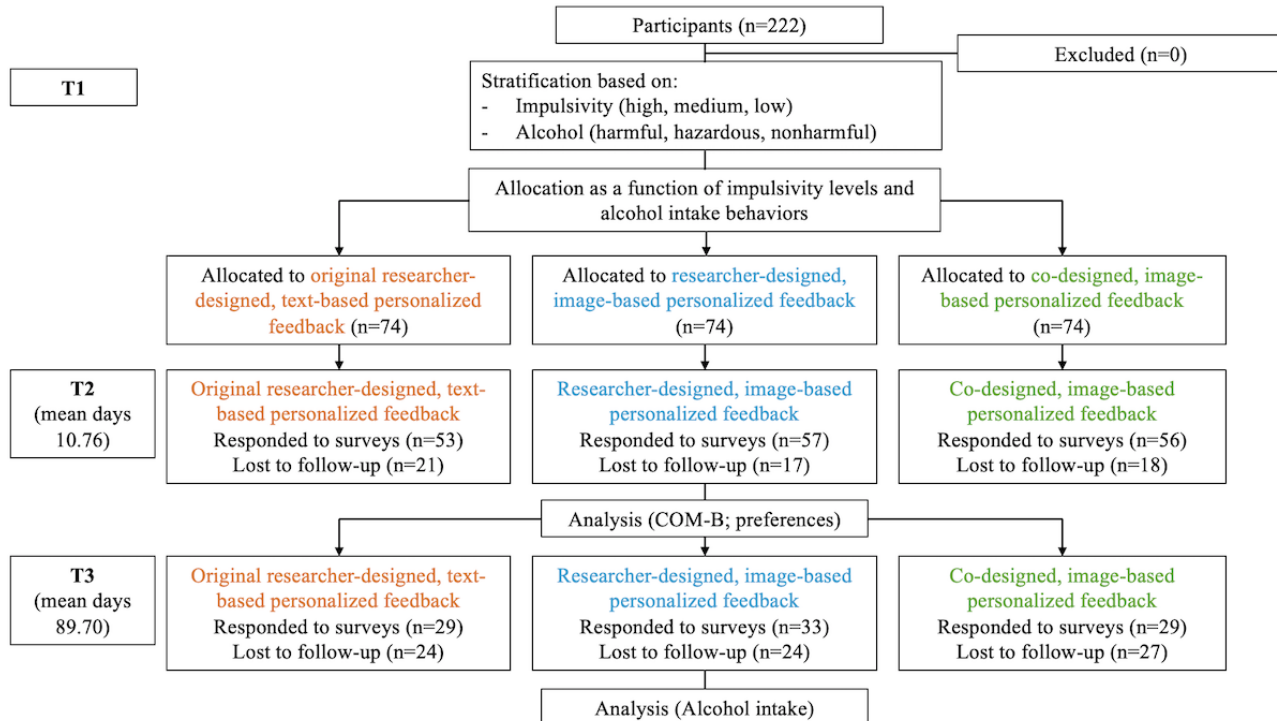 Participants (n=222)
Excluded (n=0)
T1
Stratification based on:
- Impulsivity (high, medium, low)
- Alcohol (harmful, hazardous, nonharmful)
Allocation as a function of impulsivity levels and
alcohol intake behaviors
Allocated to original researcher-
designed, text-based personalized
feedback (n=74)
Allocated to researcher-designed,
image-based personalized feedback
(n=74)
Allocated to co-designed, image-
based personalized feedback
(n=74)
T2
(mean days
10.76)
Original researcher-designed, text-
based personalized feedback
Responded to surveys (n=53)
Lost to follow-up (n=21)
Researcher-designed, image-based
personalized feedback
Responded to surveys (n=57)
Lost to follow-up (n=17)
Co-designed, image-based
personalized feedback
Responded to surveys (n=56)
Lost to follow-up (n=18)
Analysis (COM-B; preferences)
T3
(mean days
89.70)
Original researcher-designed, text-
based personalized feedback
Responded to surveys (n=29)
Lost to follow-up (n=24)
Researcher-designed, image-based
personalized feedback
Responded to surveys (n=33)
Lost to follow-up (n=24)
Co-designed, image-based
personalized feedback
Responded to surveys (n=29)
Lost to follow-up (n=27)
Analysis (Alcohol intake)